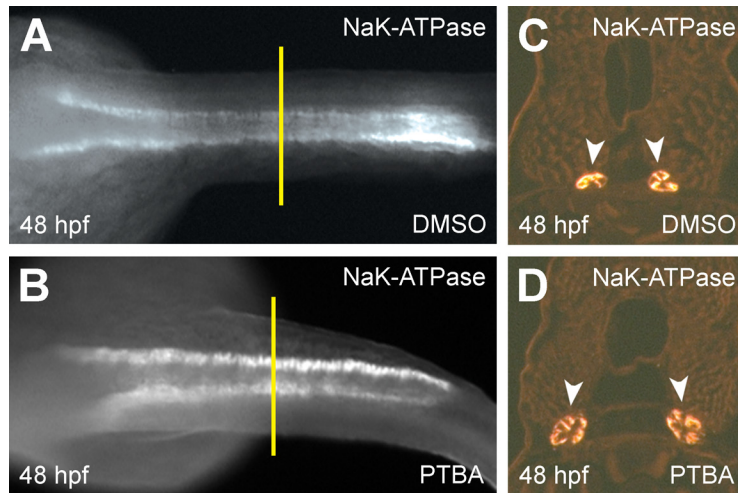 A
NaK-ATPase
48 hpf
DMSO
C
NaK-ATPase
48 hpf
DMSO
B
NaK-ATPase
48 hpf
PTBA
D
NaK-ATPase
48 hpf
PTBA